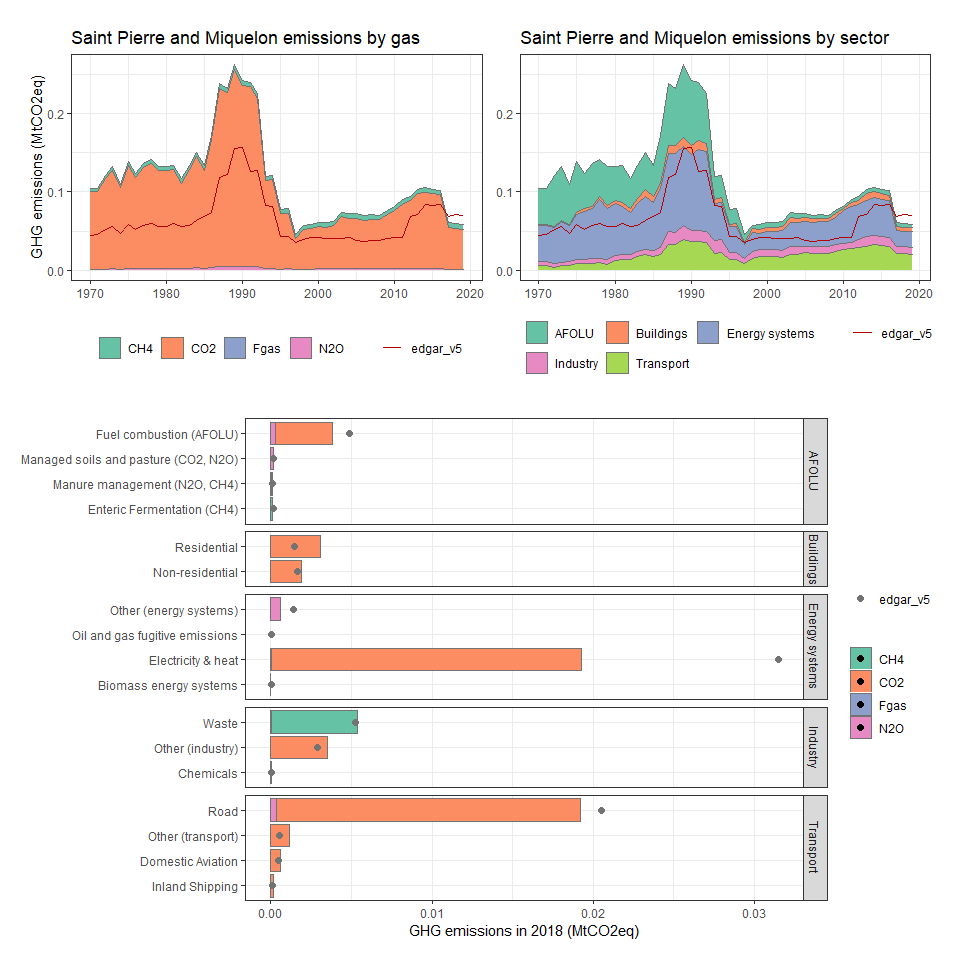 Saint Pierre and Miquelon emissions by gas
GHG emissions (MtCO2eq)
0.2
0.1
0.0
1970 1980 1990 2000 2010 2020
CH4 CO2 Fgas N2O edgar_v5
Saint Pierre and Miquelon emissions by sector
0.2
0.1
0.0
1970 1980 1990 2000 2010 2020
AFOLU Buildings Energy systems edgar_v5
Industry Transport
Fuel combustion (AFOLU)
Managed soils and pasture (CO2, N2O)
Manure management (N2O, CH4)
Enteric Fermentation (CH4)
AFOLU
Residential
Non-residential
Buildings
Other (energy systems)
Oil and gas fugitive emissions
Electricity & heat
Biomass energy systems
Energy systems
Waste
Other (industry)
Chemicals
Industry
Road
Other (transport)
Domestic Aviation
Inland Shipping
Transport
0.00 0.01 0.02 0.03
GHG emissions in 2018 (MtCO2eq)
edgar_v5
CH4
CO2
Fgas
N2O